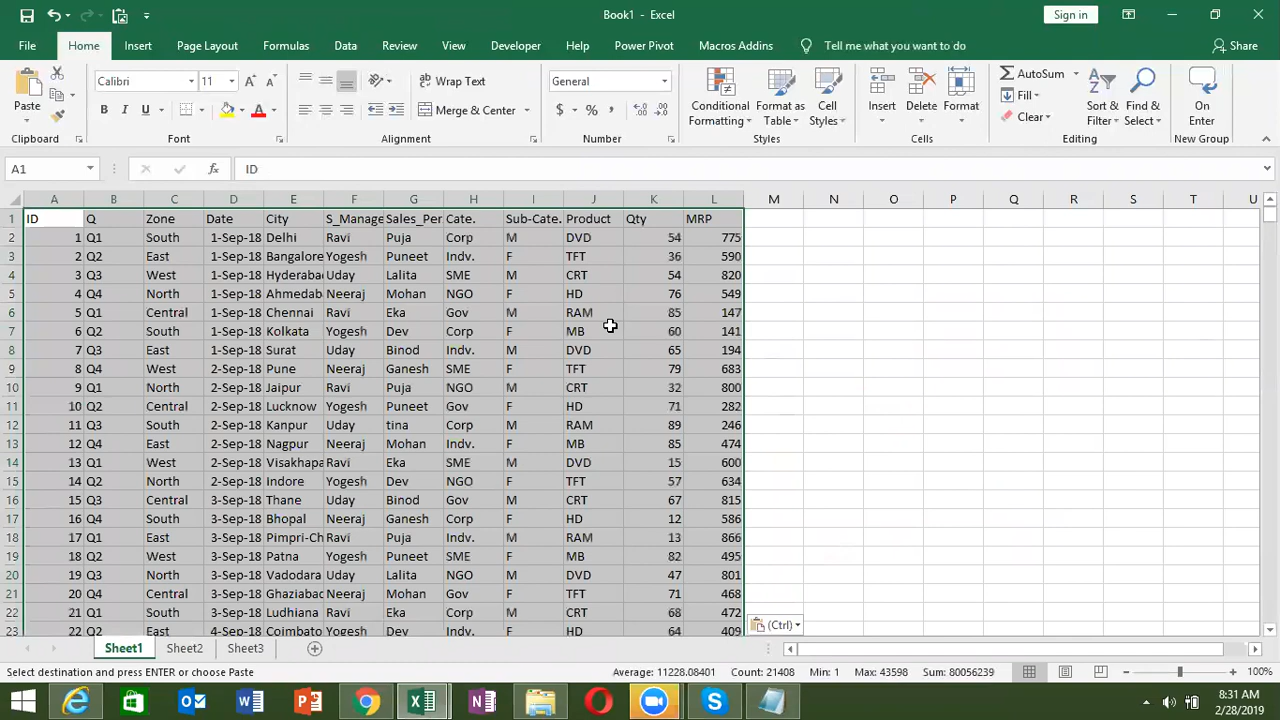 Book1 - Excel
Sign in
File Home Insert Page Layout Formulas Data Review View Developer Help Power Pivot Macros Addins Tell me what you want to do Share
Paste Calibri 11 Wrap Text General Conditional Formatting Format as Table Cell Styles Insert Delete Format AutoSum Sort & Filter Find & Select On Enter
B I U A Merge & Center $ % , Fill
Clear
Clipboard Font Alignment Number Styles Cells Editing New Group
A1 fx ID
A B C D E F G H I J K L M N O P Q R S T U
1 ID Q Zone Date City S_Manage Sales_Per Cate. Sub-Cate. Product Qty MRP
2 1 Q1 South 1-Sep-18 Delhi Ravi Puja Corp M DVD 54 775
3 2 Q2 East 1-Sep-18 Bangalore Yogesh Puneet Indv. F TFT 36 590
4 3 Q3 West 1-Sep-18 Hyderabad Uday Lalita SME M CRT 54 820
5 4 Q4 North 1-Sep-18 Ahmedab Neeraj Mohan NGO F HD 76 549
6 5 Q1 Central 1-Sep-18 Chennai Ravi Eka Gov M RAM 85 147
7 6 Q2 South 1-Sep-18 Kolkata Yogesh Dev Corp F MB 60 141
8 7 Q3 East 1-Sep-18 Surat Uday Binod Indv. M DVD 65 194
9 8 Q4 West 2-Sep-18 Pune Neeraj Ganesh SME F TFT 79 683
10 9 Q1 North 2-Sep-18 Jaipur Ravi Puja NGO M CRT 32 800
11 10 Q2 Central 2-Sep-18 Lucknow Yogesh Puneet Gov F HD 71 282
12 11 Q3 South 2-Sep-18 Kanpur Uday tina Corp M RAM 89 246
13 12 Q4 East 2-Sep-18 Nagpur Neeraj Mohan Indv. F MB 85 474
14 13 Q1 West 2-Sep-18 Visakhapa Ravi Eka SME M DVD 15 600
15 14 Q2 North 2-Sep-18 Indore Yogesh Dev NGO F TFT 57 634
16 15 Q3 Central 3-Sep-18 Thane Uday Binod Gov M CRT 67 815
17 16 Q4 South 3-Sep-18 Bhopal Neeraj Ganesh Corp F HD 12 586
18 17 Q1 East 3-Sep-18 Pimpri-Ch Ravi Puja Indv. M RAM 13 866
19 18 Q2 West 3-Sep-18 Patna Yogesh Puneet SME F MB 82 495
20 19 Q3 North 3-Sep-18 Vadodara Uday Lalita NGO M DVD 47 801
21 20 Q4 Central 3-Sep-18 Ghaziabad Neeraj Mohan Gov F TFT 71 468
22 21 Q1 South 3-Sep-18 Ludhiana Ravi Eka Corp M CRT 68 472
23 22 Q2 East 4-Sep-18 Coimbato Yogesh Dev Indv. F HD 64 409
(Ctrl)
Sheet1 Sheet2 Sheet3
Select destination and press ENTER or choose Paste Average: 11228.08401 Count: 21408 Min: 1 Max: 43598 Sum: 80056239 100%
8:31 AM
2/28/2019